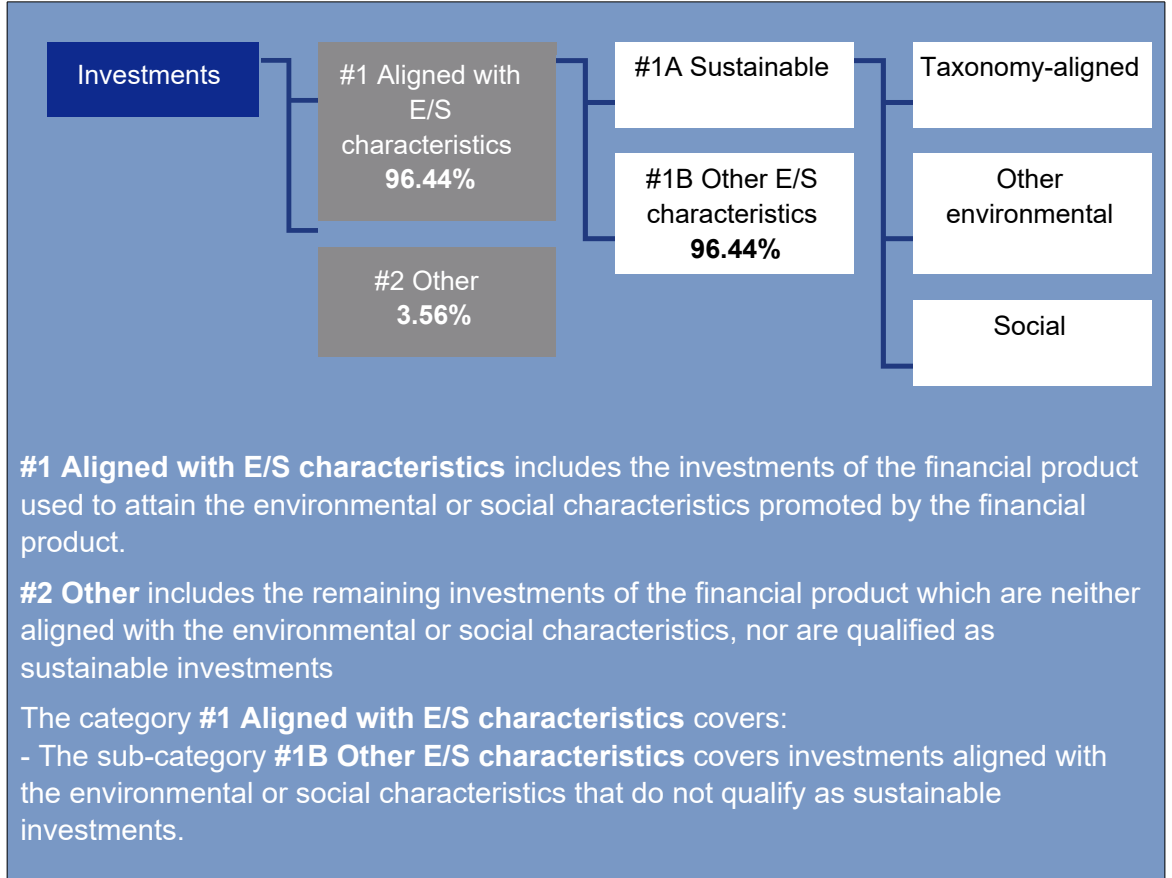 Investments
#1 Aligned with
E/S
characteristics
96.44%
#2 Other
3.56%
#1A Sustainable
#1B Other E/S
characteristics
96.44%
Taxonomy-aligned
Other
environmental
Social
#1 Aligned with E/S characteristics includes the investments of the financial product
used to attain the environmental or social characteristics promoted by the financial
product.
#2 Other includes the remaining investments of the financial product which are neither
aligned with the environmental or social characteristics, nor are qualified as
sustainable investments
The category #1 Aligned with E/S characteristics covers:
- The sub-category #1B Other E/S characteristics covers investments aligned with
the environmental or social characteristics that do not qualify as sustainable
investments.